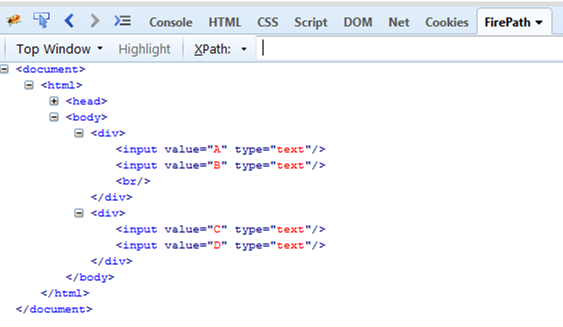 Console HTML CSS Script DOM Net Cookies FirePath
Top Window Highlight XPath:
<document>
<html>
<head>
<body>
<div>
<input value="A" type="text"/>
<input value="B" type="text"/>
<br/>
</div>
<div>
<input value="C" type="text"/>
<input value="D" type="text"/>
</div>
</body>
</html>
</document>